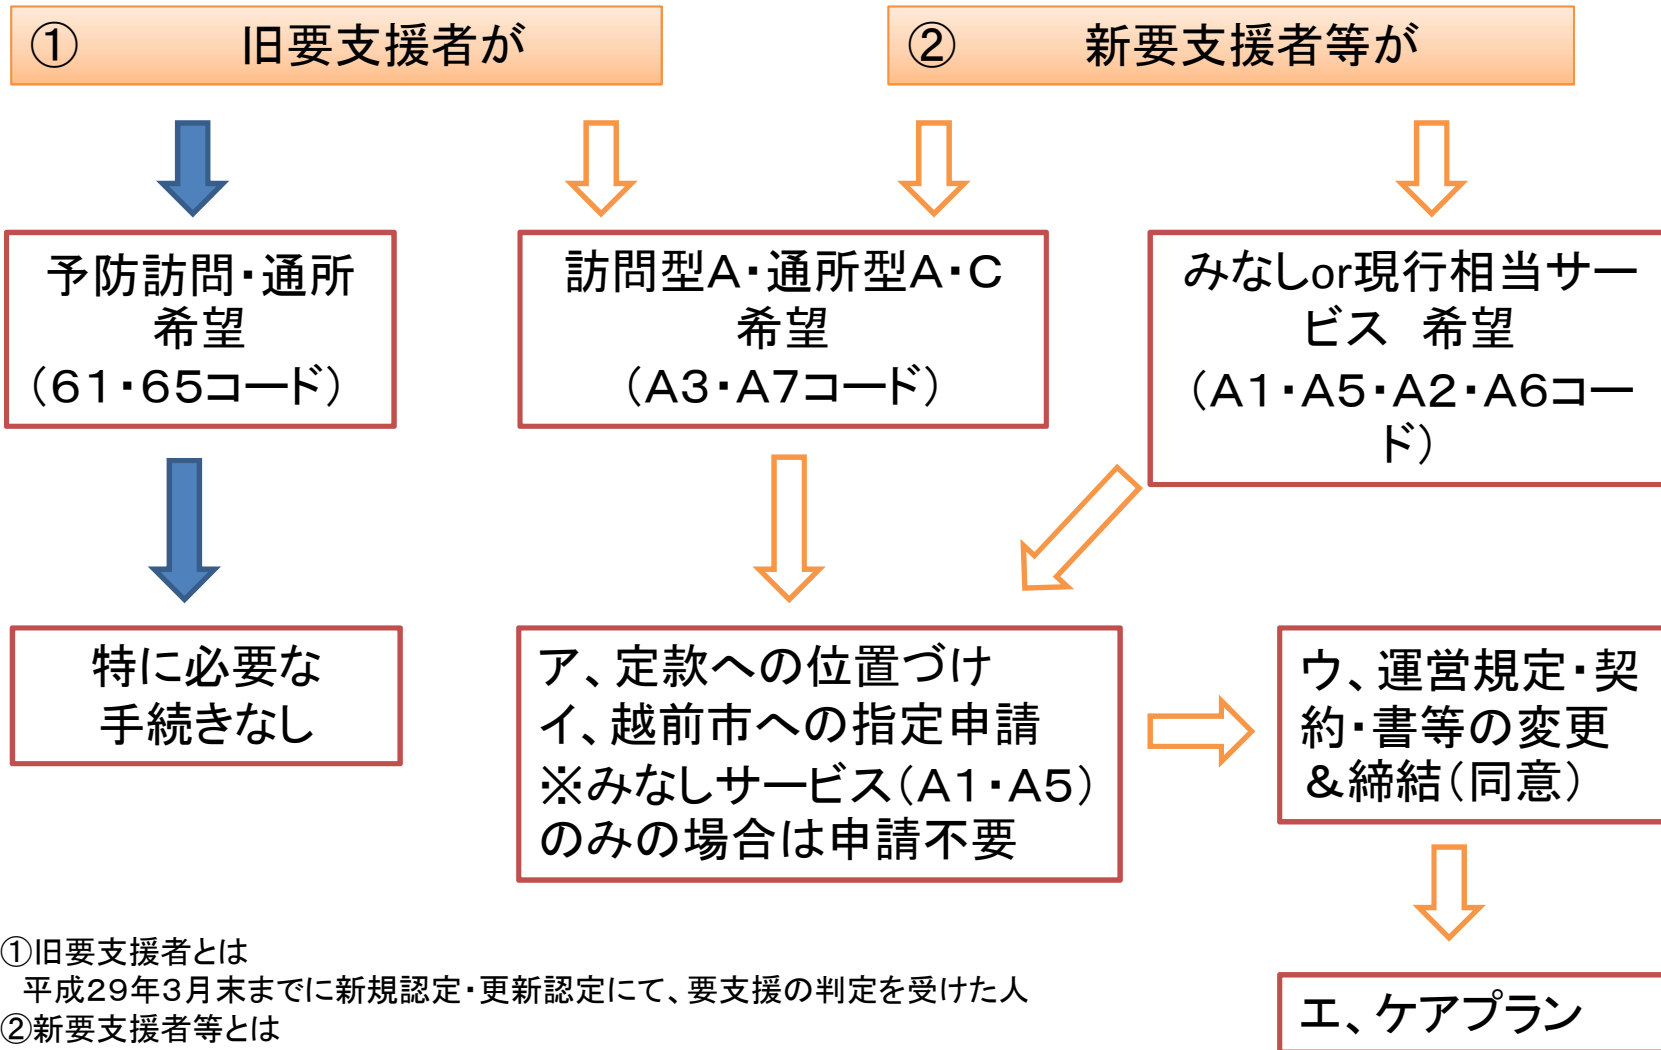 ① 旧要支援者が
② 新要支援者等が
予防訪問・通所
希望
（６１・６５コード）
訪問型Ａ・通所型Ａ・Ｃ
希望
（Ａ３・Ａ７コード）
みなしor現行相当サー
ビス　希望
（Ａ１・Ａ５・Ａ２・Ａ６コー
ド）
特に必要な
手続きなし
ア、定款への位置づけ
イ、越前市への指定申請
※みなしサービス（Ａ１・Ａ５）
のみの場合は申請不要
ウ、運営規定・契
約・書等の変更
＆締結（同意）
エ、ケアプラン
①旧要支援者とは
平成２９年３月末までに新規認定・更新認定にて、要支援の判定を受けた人
②新要支援者等とは